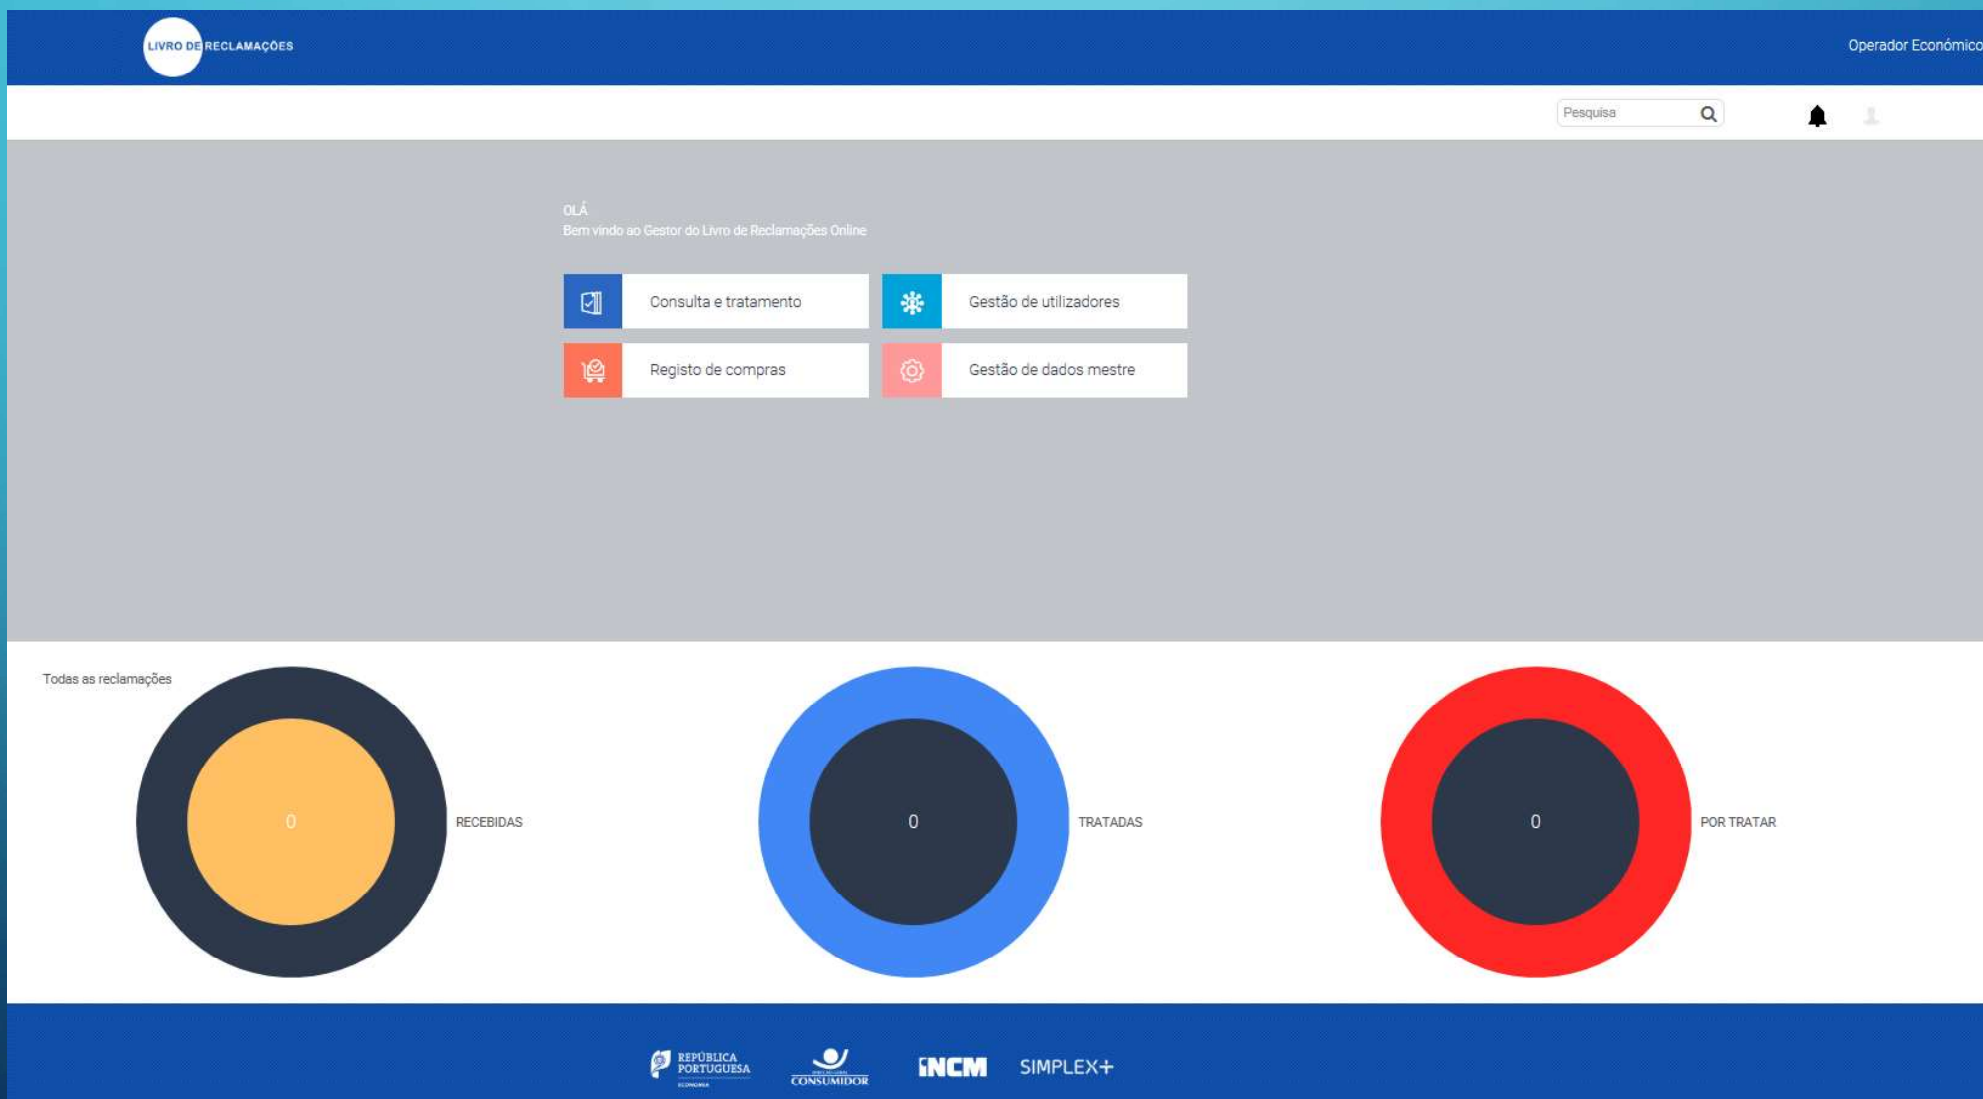 LIVRO DE RECLAMAÇÕES
Operador Económico
Pesquisa
OLÁ
Bem vindo ao Gestor do Livro de Reclamações Online
Consulta e tratamento
Gestão de utilizadores
Registo de compras
Gestão de dados mestre
Todas as reclamações
0
RECEBIDAS
0
TRATADAS
0
POR TRATAR
REPÚBLICA
PORTUGUESA
ECONOMIA
CONSUMIDOR
INCM
SIMPLEX+